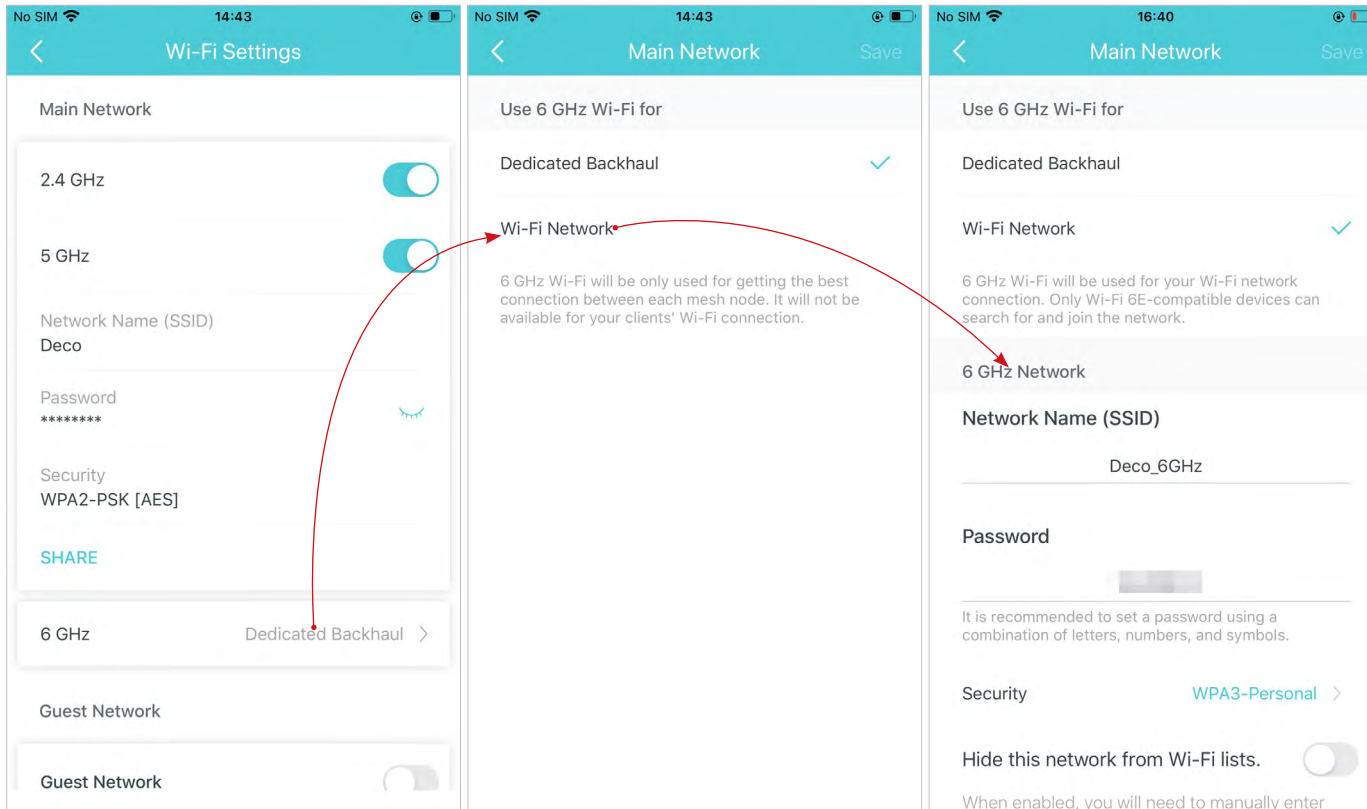 No SIM 14:43
Wi-Fi Settings
Main Network
2.4 GHz
5 GHz
Network Name (SSID)
Deco
Password
********
Security
WPA2-PSK [AES]
SHARE
6 GHz Dedicated Backhaul
Guest Network
Guest Network
No SIM 14:43
Main Network Save
Use 6 GHz Wi-Fi for
Dedicated Backhaul
Wi-Fi Network
6 GHz Wi-Fi will be only used for getting the best
connection between each mesh node. It will not be
available for your clients' Wi-Fi connection.
No SIM 16:40
Main Network Save
Use 6 GHz Wi-Fi for
Dedicated Backhaul
Wi-Fi Network
6 GHz Wi-Fi will be used for your Wi-Fi network
connection. Only Wi-Fi 6E-compatible devices can
search for and join the network.
6 GHz Network
Network Name (SSID)
Deco_6GHz
Password
It is recommended to set a password using a
combination of letters, numbers, and symbols.
Security WPA3-Personal
Hide this network from Wi-Fi lists.
When enabled, you will need to manually enter